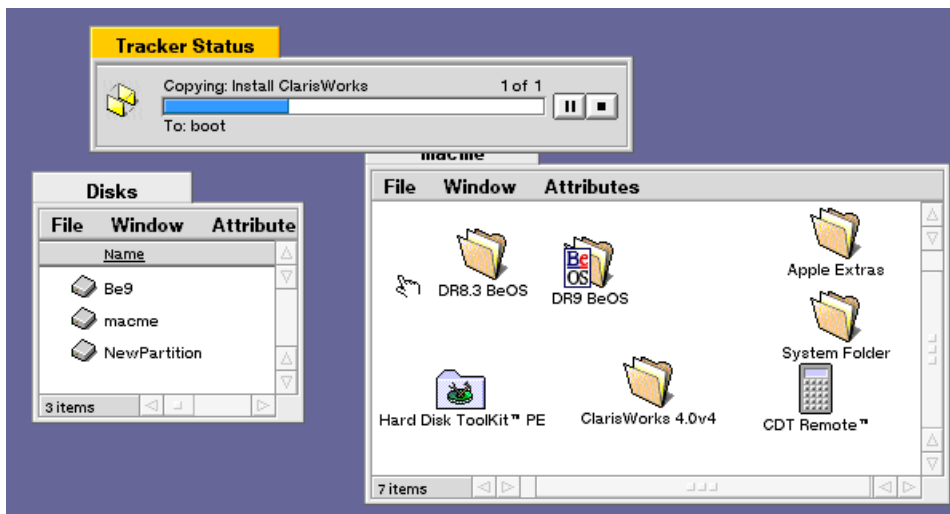 Tracker Status
Copying: Install ClarisWorks 1 of 1
To: boot
Disks
File Window Attribute
Name
Be9
macme
NewPartition
3 items
macme
File Window Attributes
DR8.3 BeOS
Be
OS
DR9 BeOS
Apple Extras
System Folder
Hard Disk ToolKit™ PE
ClarisWorks 4.0v4
CDT Remote™
7 items